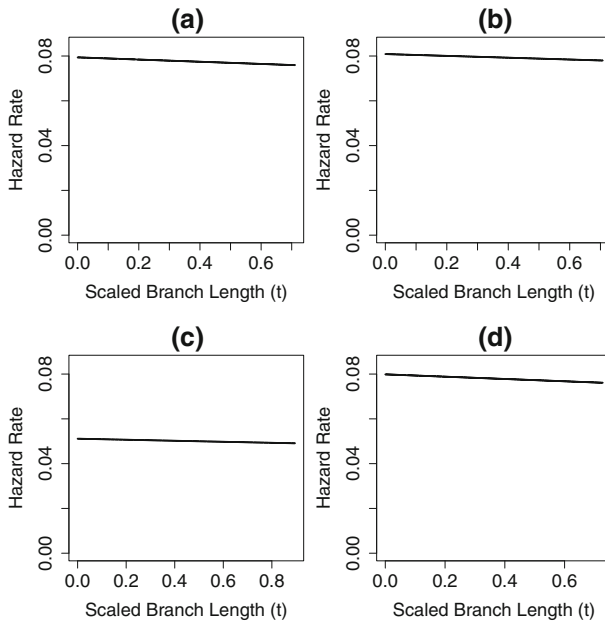 (a)
Hazard Rate
0.08
0.04
0.00
0.0 0.2 0.4 0.6
Scaled Branch Length (t)
(b)
Hazard Rate
0.08
0.04
0.00
0.0 0.2 0.4 0.6
Scaled Branch Length (t)
(c)
Hazard Rate
0.08
0.04
0.00
0.0 0.2 0.4 0.6 0.8
Scaled Branch Length (t)
(d)
Hazard Rate
0.08
0.04
0.00
0.0 0.2 0.4 0.6
Scaled Branch Length (t)